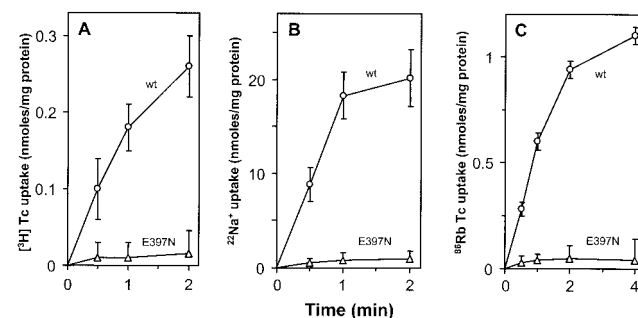 A
[³H] Tc uptake (nmoles/mg protein)
0.3
0.2
0.1
0
wt
E397N
0 1 2
B
²²Na⁺ uptake (nmoles/mg protein)
20
10
0
wt
E397N
0 1 2
Time (min)
C
⁸⁶Rb Tc uptake (nmoles/mg protein)
1
0.5
0
wt
E397N
0 2 4